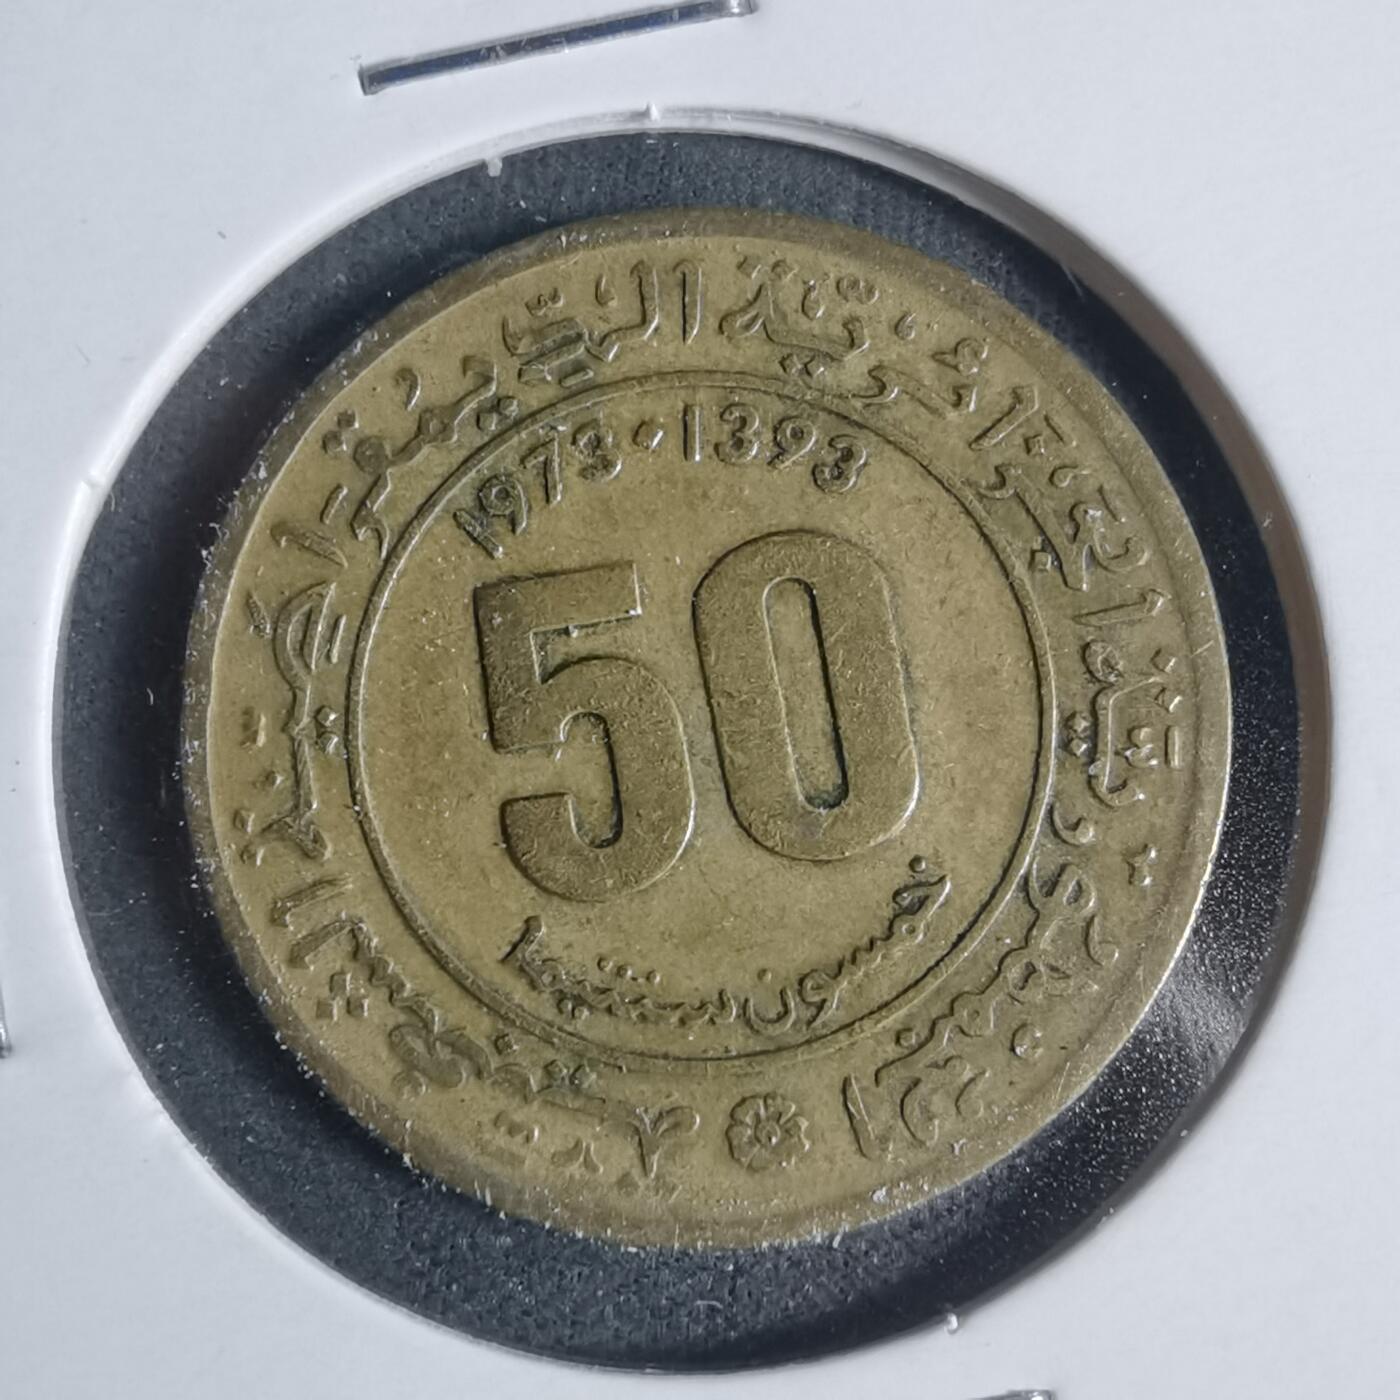 الجمهورية الجزائرية الديمقراطية الشعبية
1973 · 1393
50
خمسون سنتيما